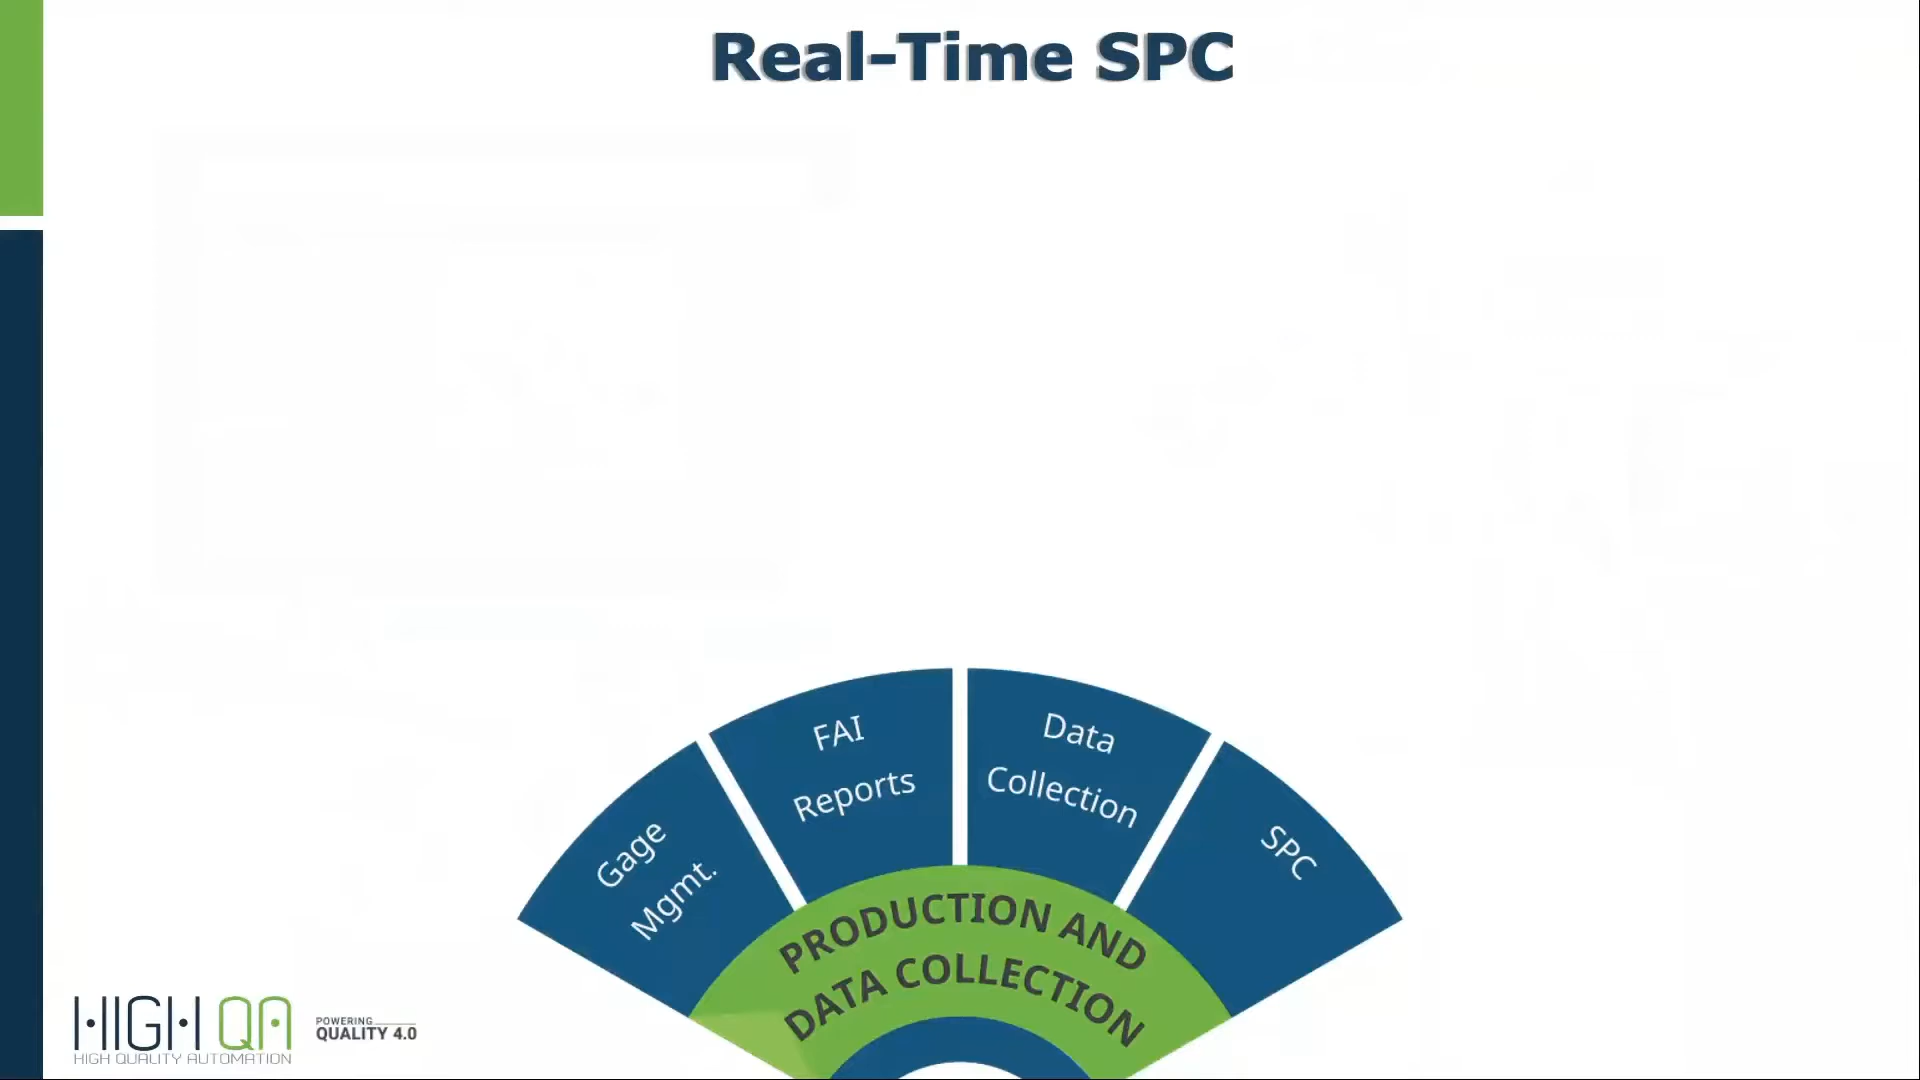 Real-Time SPC
Gage
Mgmt.
FAI
Reports
Data
Collection
SPC
PRODUCTION AND
DATA COLLECTION
HIGH QA
HIGH QUALITY AUTOMATION
POWERING
QUALITY 4.0